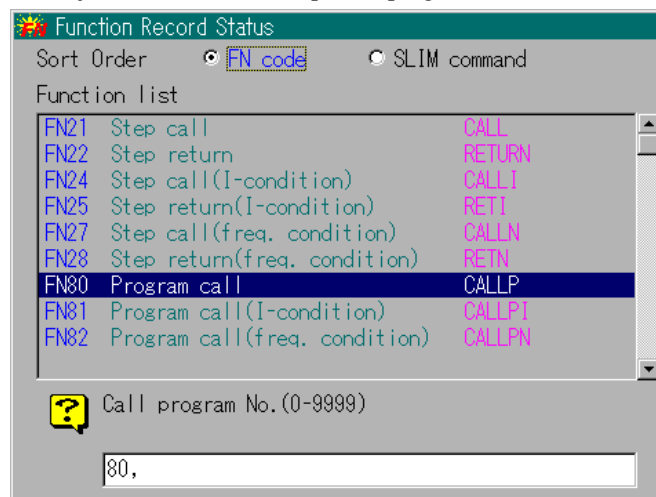 FN Function Record Status
Sort Order FN code SLIM command
Function list
FN21 Step call CALL
FN22 Step return RETURN
FN24 Step call(I-condition) CALLI
FN25 Step return(I-condition) RETI
FN27 Step call(freq. condition) CALLN
FN28 Step return(freq. condition) RETN
FN80 Program call CALLP
FN81 Program call(I-condition) CALLPI
FN82 Program call(freq. condition) CALLPN
? Call program No.(0-9999)
80,